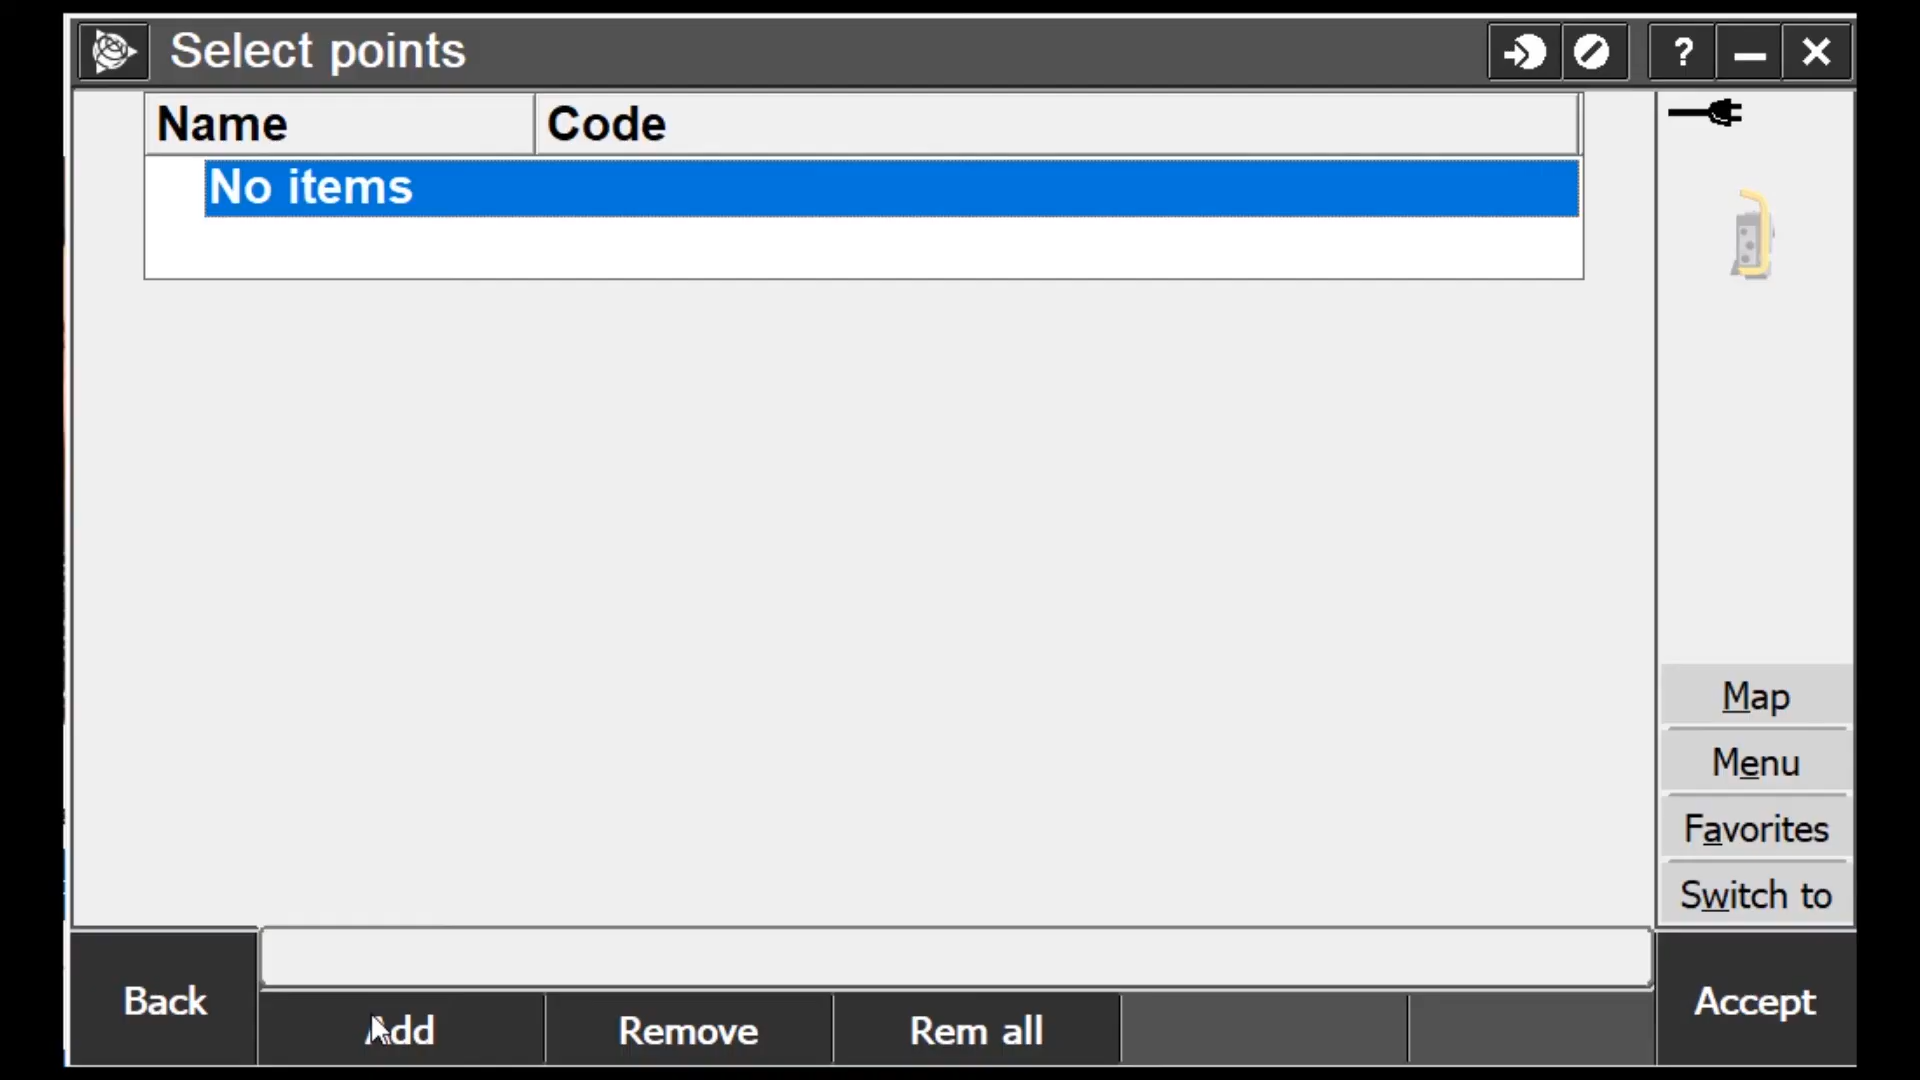 Select points
?
Name Code
No items
Map
Menu
Favorites
Switch to
Back
Add Remove Rem all
Accept